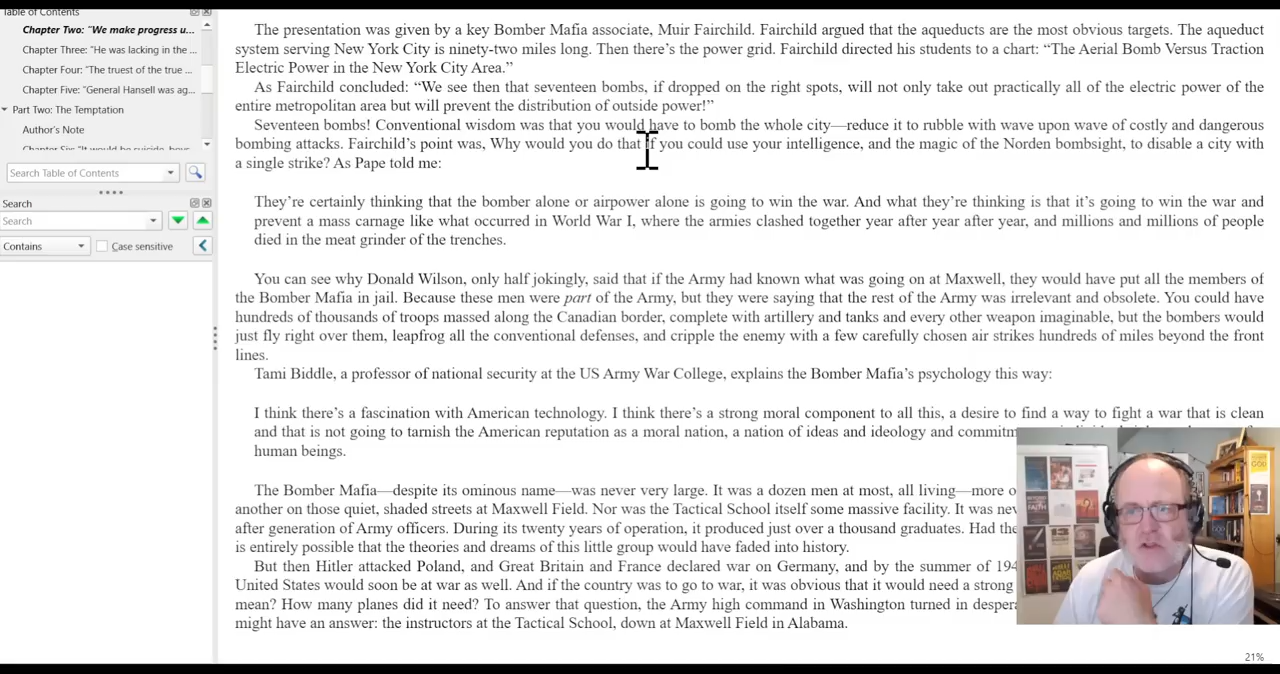 Table of Contents
Chapter Two: "We make progress u...
Chapter Three: "He was lacking in the ...
Chapter Four: "The truest of the true ...
Chapter Five: "General Hansell was ag...
Part Two: The Temptation
Author's Note
Chapter Six: "It would be suicide, boys...
Search Table of Contents
Search
Search
Contains
Case sensitive
The presentation was given by a key Bomber Mafia associate, Muir Fairchild. Fairchild argued that the aqueducts are the most obvious targets. The aqueduct
system serving New York City is ninety-two miles long. Then there's the power grid. Fairchild directed his students to a chart: “The Aerial Bomb Versus Traction
Electric Power in the New York City Area.”
As Fairchild concluded: “We see then that seventeen bombs, if dropped on the right spots, will not only take out practically all of the electric power of the
entire metropolitan area but will prevent the distribution of outside power!”
Seventeen bombs! Conventional wisdom was that you would have to bomb the whole city—reduce it to rubble with wave upon wave of costly and dangerous
bombing attacks. Fairchild's point was, Why would you do that if you could use your intelligence, and the magic of the Norden bombsight, to disable a city with
a single strike? As Pape told me:
They're certainly thinking that the bomber alone or airpower alone is going to win the war. And what they're thinking is that it's going to win the war and
prevent a mass carnage like what occurred in World War I, where the armies clashed together year after year after year, and millions and millions of people
died in the meat grinder of the trenches.
You can see why Donald Wilson, only half jokingly, said that if the Army had known what was going on at Maxwell, they would have put all the members of
the Bomber Mafia in jail. Because these men were part of the Army, but they were saying that the rest of the Army was irrelevant and obsolete. You could have
hundreds of thousands of troops massed along the Canadian border, complete with artillery and tanks and every other weapon imaginable, but the bombers would
just fly right over them, leapfrog all the conventional defenses, and cripple the enemy with a few carefully chosen air strikes hundreds of miles beyond the front
lines.
Tami Biddle, a professor of national security at the US Army War College, explains the Bomber Mafia's psychology this way:
I think there's a fascination with American technology. I think there's a strong moral component to all this, a desire to find a way to fight a war that is clean
and that is not going to tarnish the American reputation as a moral nation, a nation of ideas and ideology and commitm
human beings.
The Bomber Mafia—despite its ominous name—was never very large. It was a dozen men at most, all living—more o
another on those quiet, shaded streets at Maxwell Field. Nor was the Tactical School itself some massive facility. It was nev
after generation of Army officers. During its twenty years of operation, it produced just over a thousand graduates. Had the
is entirely possible that the theories and dreams of this little group would have faded into history.
But then Hitler attacked Poland, and Great Britain and France declared war on Germany, and by the summer of 194
United States would soon be at war as well. And if the country was to go to war, it was obvious that it would need a strong
mean? How many planes did it need? To answer that question, the Army high command in Washington turned in despera
might have an answer: the instructors at the Tactical School, down at Maxwell Field in Alabama.
21%